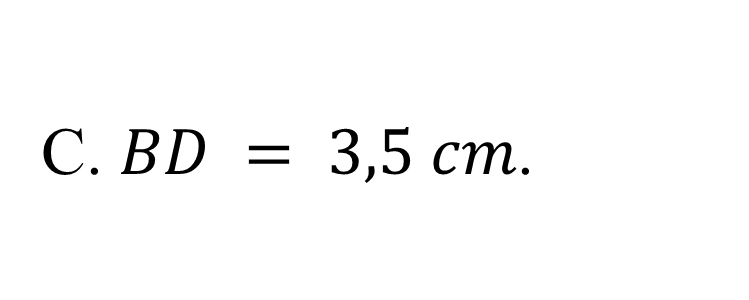 C. BD = 3,5 cm.